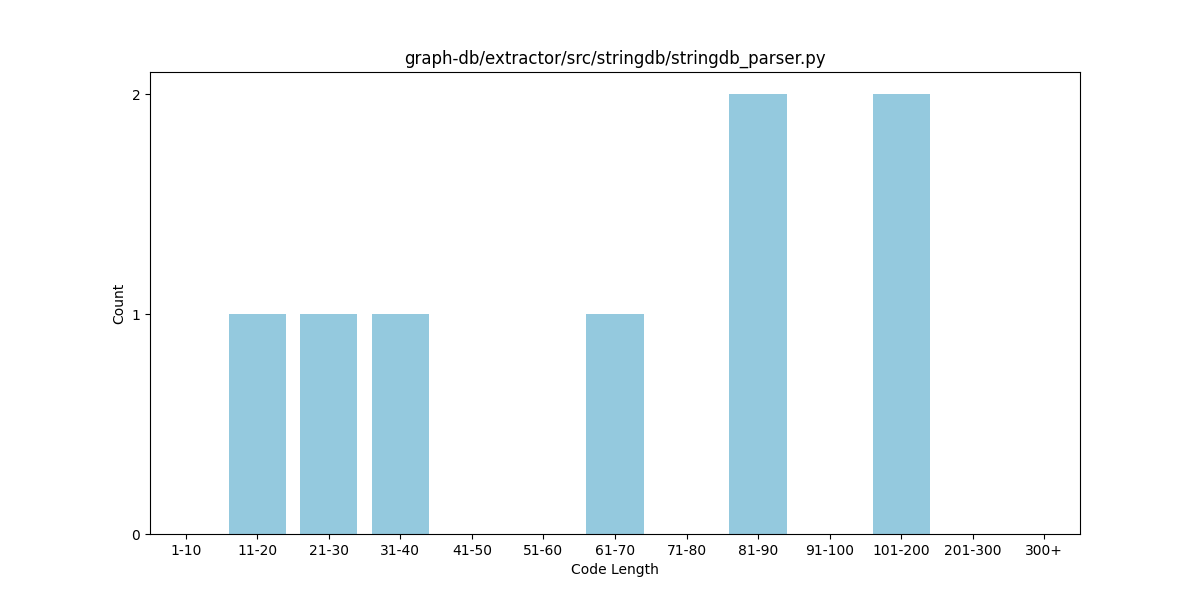 graph-db/extractor/src/stringdb/stringdb_parser.py
2
1
0
Count
1-10 11-20 21-30 31-40 41-50 51-60 61-70 71-80 81-90 91-100 101-200 201-300 300+
Code Length